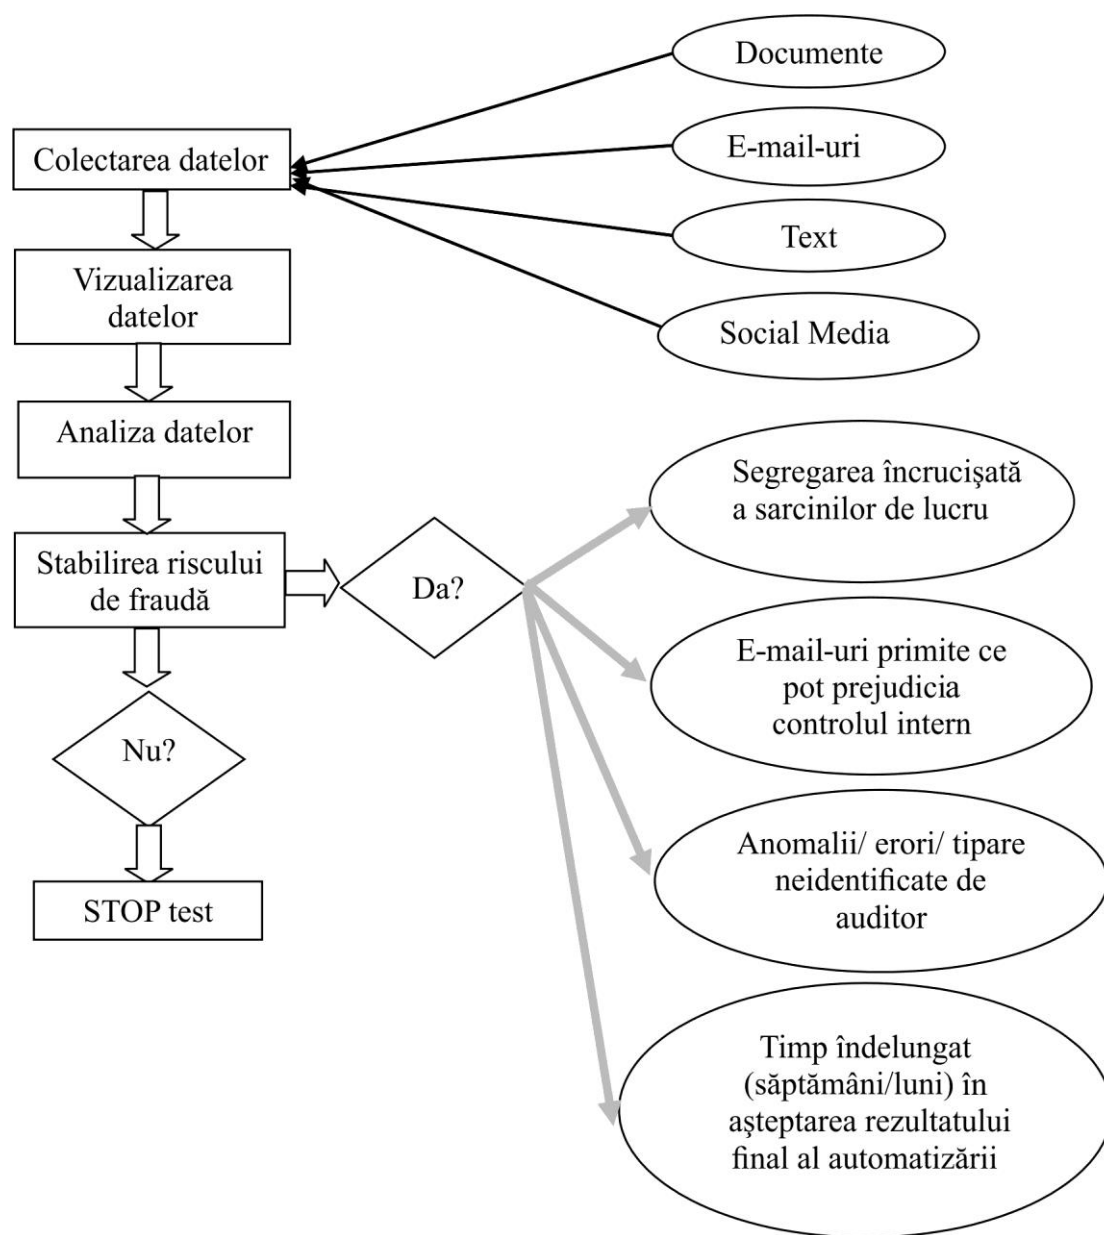 Documente
E-mail-uri
Text
Social Media
Colectarea datelor
Vizualizarea
datelor
Analiza datelor
Stabilirea riscului
de fraudă
Da?
Nu?
STOP test
Segregarea încrucişată
a sarcinilor de lucru
E-mail-uri primite ce
pot prejudicia
controlul intern
Anomalii/ erori/ tipare
neidentificate de
auditor
Timp îndelungat
(săptămâni/luni) în
aşteptarea rezultatului
final al automatizării